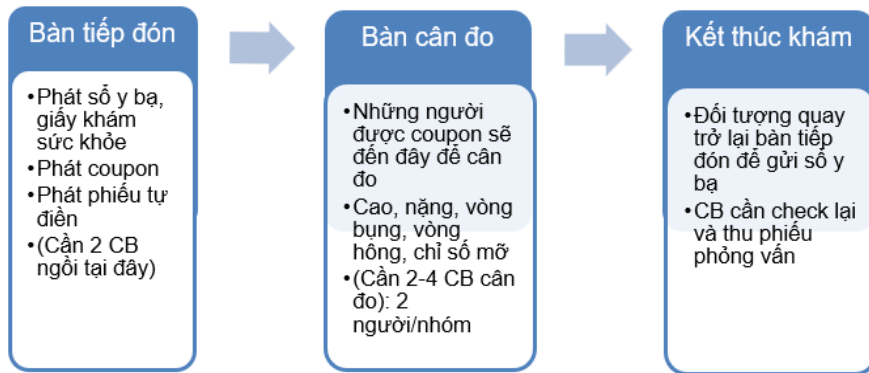 Bàn tiếp đón
•Phát sổ y bạ,
giấy khám
sức khỏe
•Phát coupon
•Phát phiếu tự
điền
•(Cần 2 CB
ngồi tại đây)
Bàn cân đo
•Những người
được coupon sẽ
đến đây để cân
đo
•Cao, nặng, vòng
bụng, vòng
hông, chỉ số mỡ
•(Cần 2-4 CB cân
đo): 2
người/nhóm
Kết thúc khám
•Đối tượng quay
trở lại bàn tiếp
đón để gửi sổ y
bạ
•CB cần check lại
và thu phiếu
phỏng vấn